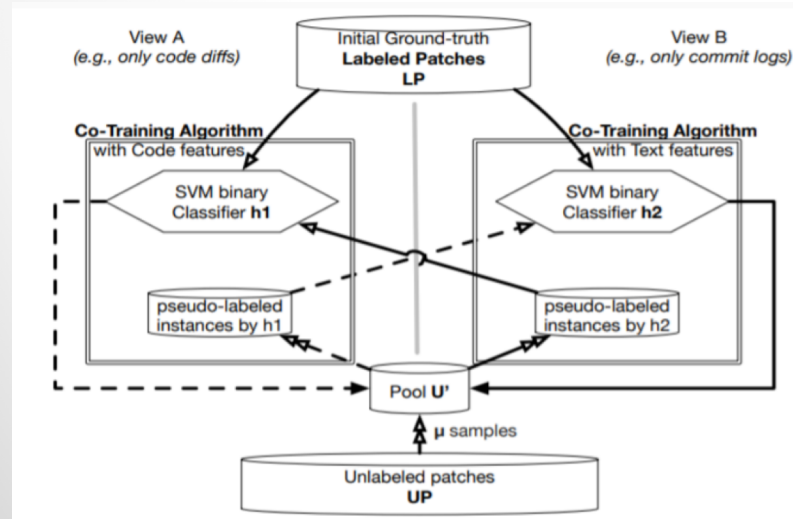 View A
(e.g., only code diffs)
Initial Ground-truth
Labeled Patches
LP
View B
(e.g., only commit logs)
Co-Training Algorithm
with Code features
Co-Training Algorithm
with Text features
SVM binary
Classifier h1
SVM binary
Classifier h2
pseudo-labeled
instances by h1
pseudo-labeled
instances by h2
Pool U'
µ samples
Unlabeled patches
UP